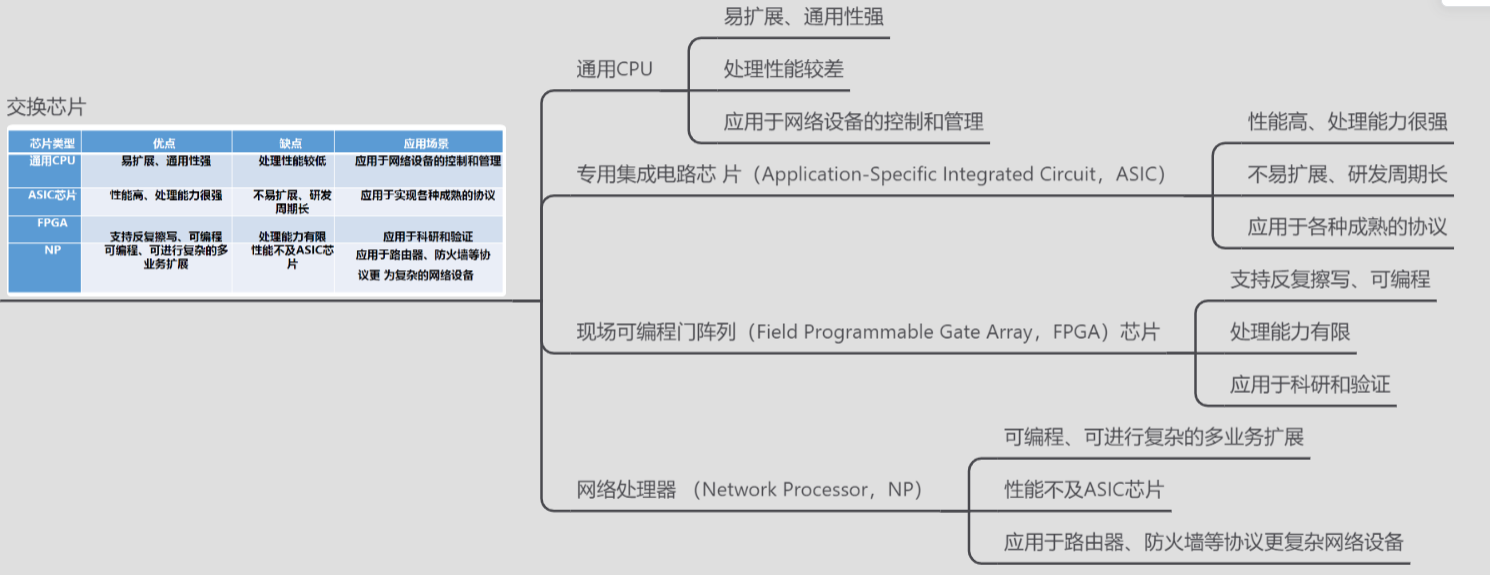 交换芯片
芯片类型 优点 缺点 应用场景
通用CPU 易扩展、通用性强 处理性能较低 应用于网络设备的控制和管理
ASIC芯片 性能高、处理能力很强 不易扩展、研发
周期长 应用于实现各种成熟的协议
FPGA 支持反复擦写、可编程 处理能力有限 应用于科研和验证
NP 可编程、可进行复杂的多
业务扩展 性能不及ASIC芯
片 应用于路由器、防火墙等协
议更 为复杂的网络设备
通用CPU
易扩展、通用性强
处理性能较差
应用于网络设备的控制和管理
专用集成电路芯 片（Application-Specific Integrated Circuit，ASIC）
性能高、处理能力很强
不易扩展、研发周期长
应用于各种成熟的协议
现场可编程门阵列（Field Programmable Gate Array，FPGA）芯片
支持反复擦写、可编程
处理能力有限
应用于科研和验证
网络处理器 （Network Processor，NP）
可编程、可进行复杂的多业务扩展
性能不及ASIC芯片
应用于路由器、防火墙等协议更复杂网络设备